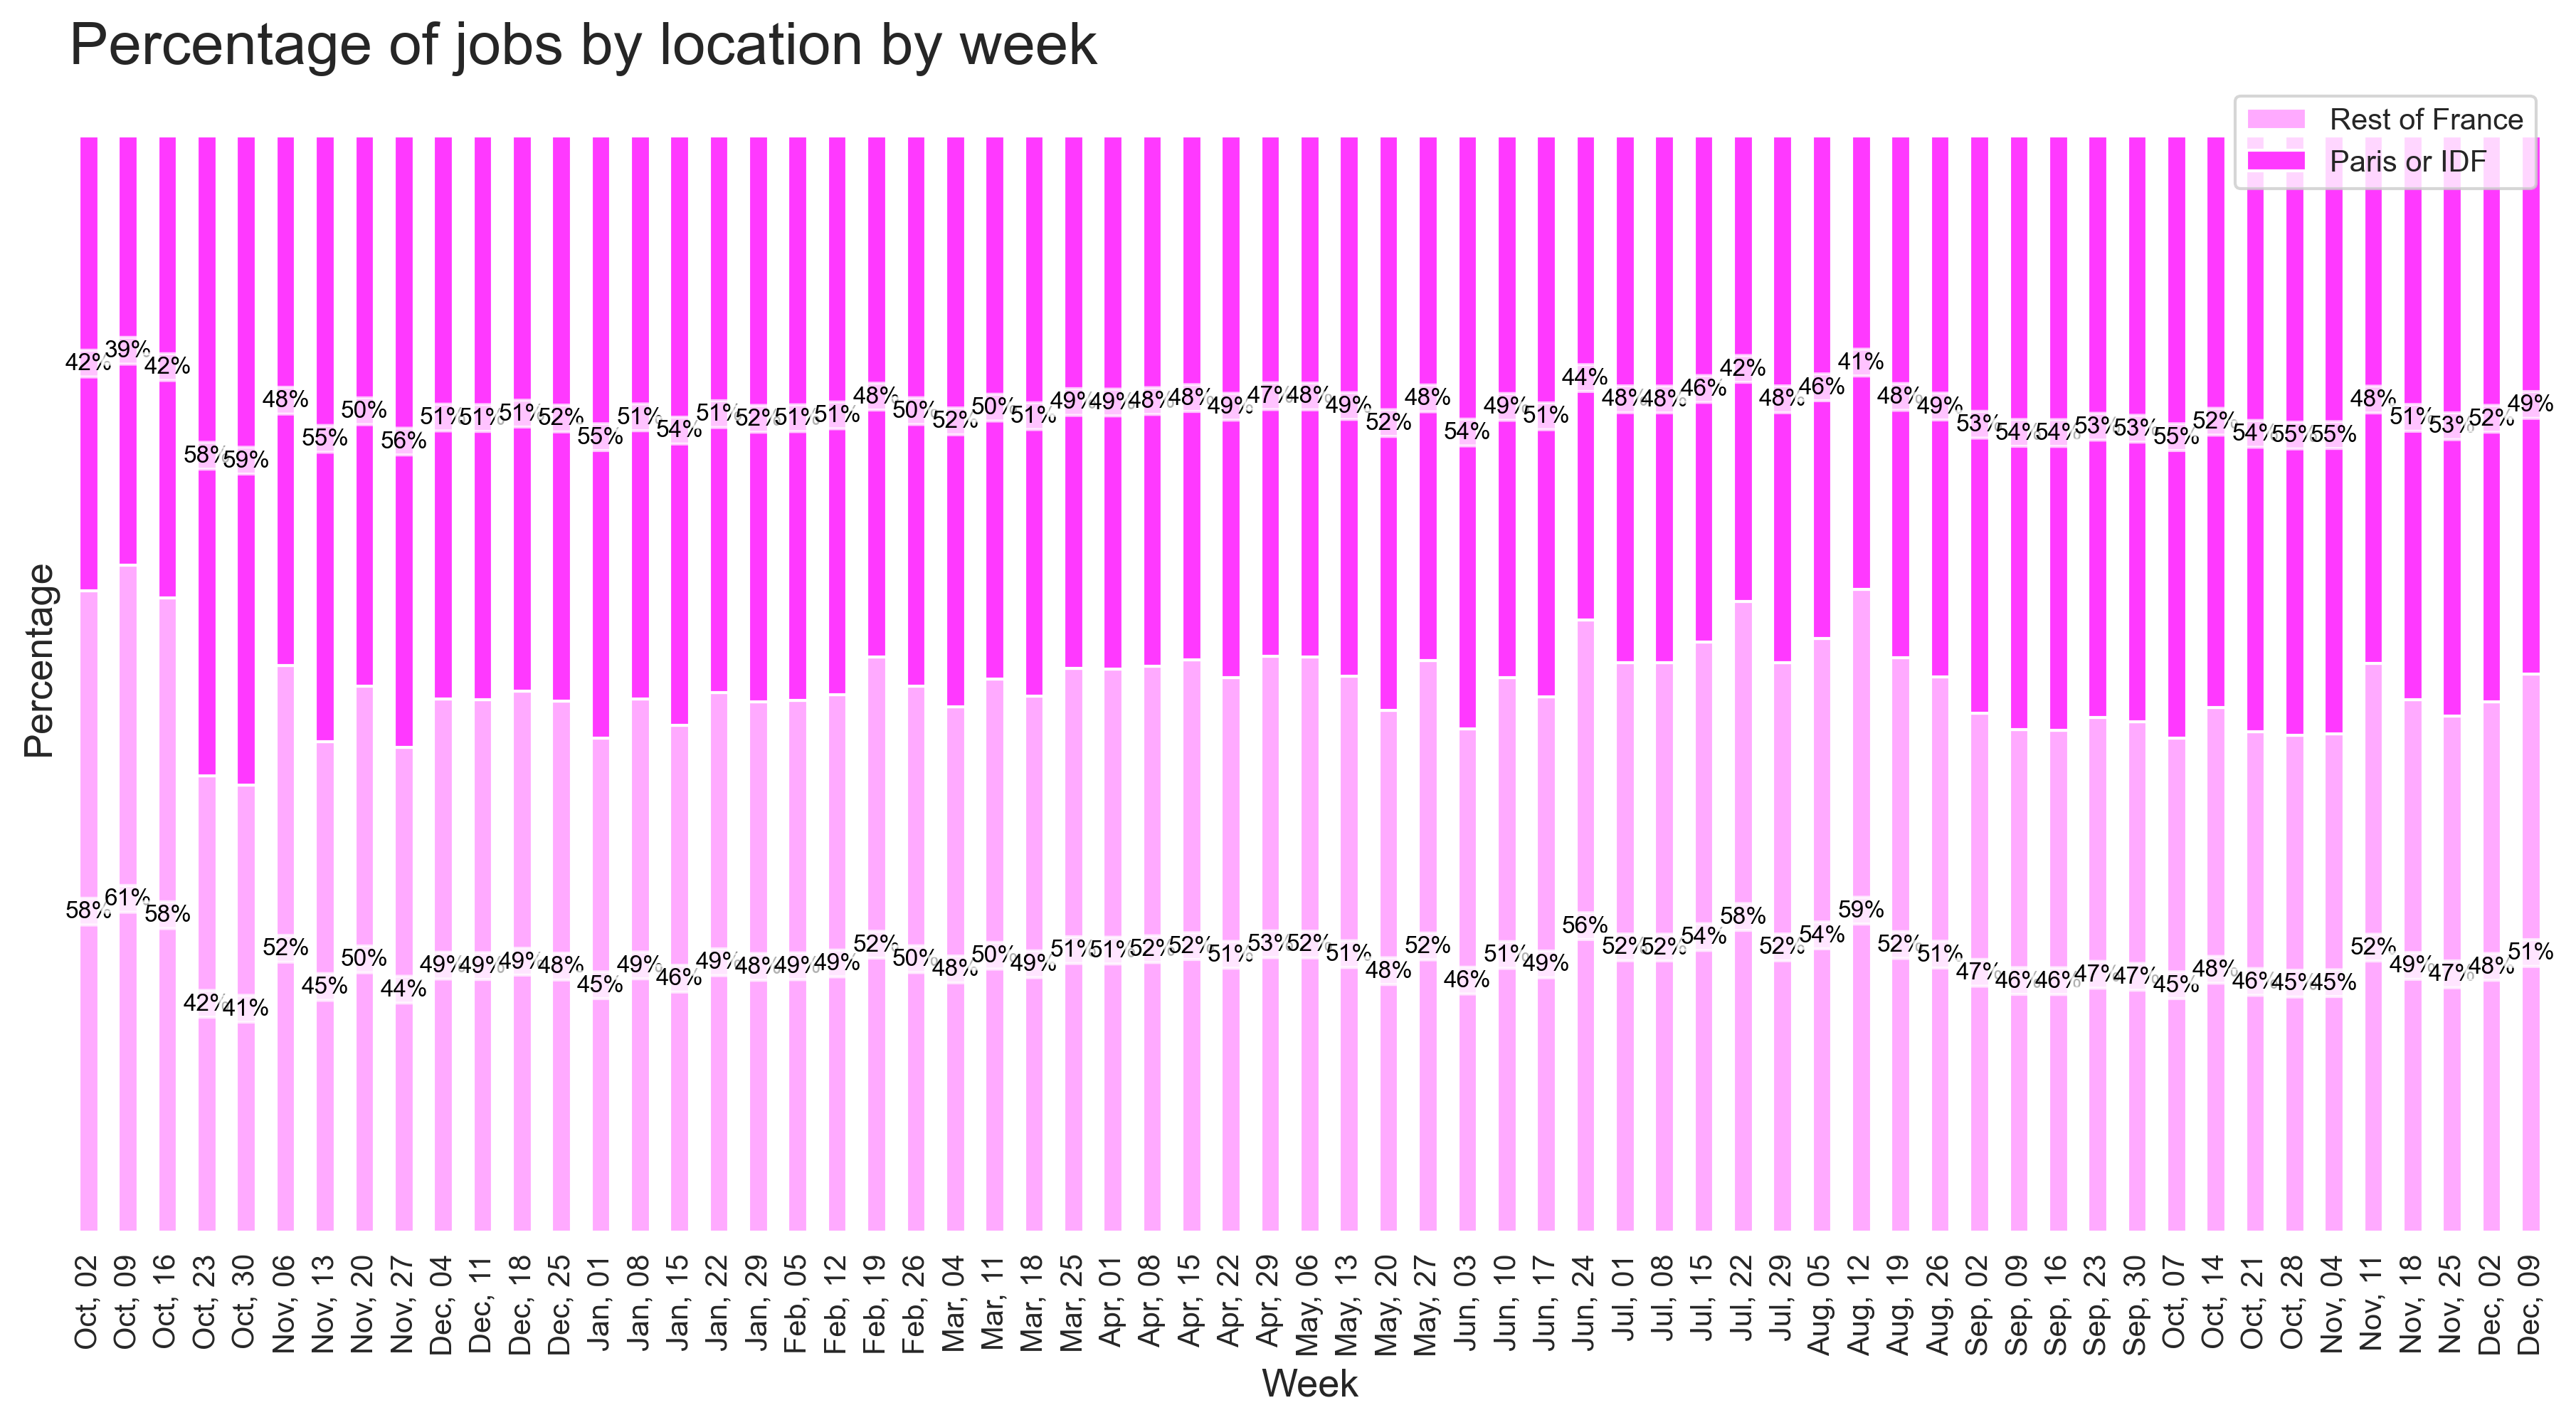 Percentage of jobs by location by week
Rest of France
Paris or IDF
Percentage
42% 39% 42% 58% 59% 48% 55% 50% 56% 51% 51% 51% 52% 55% 51% 54% 51% 52% 51% 51% 48% 50% 52% 50% 51% 49% 49% 48% 48% 49% 47% 48% 49% 52% 48% 54% 49% 51% 44% 48% 48% 46% 42% 48% 46% 41% 48% 49% 53% 54% 54% 53% 53% 55% 52% 54% 55% 55% 48% 51% 53% 52% 49%
58% 61% 58% 42% 41% 52% 45% 50% 44% 49% 49% 49% 48% 45% 49% 46% 49% 48% 49% 49% 52% 50% 48% 50% 49% 51% 51% 52% 52% 51% 53% 52% 51% 48% 52% 46% 51% 49% 56% 52% 52% 54% 58% 52% 54% 59% 52% 51% 47% 46% 46% 47% 47% 45% 48% 46% 45% 45% 52% 49% 47% 48% 51%
Oct, 02
Oct, 09
Oct, 16
Oct, 23
Oct, 30
Nov, 06
Nov, 13
Nov, 20
Nov, 27
Dec, 04
Dec, 11
Dec, 18
Dec, 25
Jan, 01
Jan, 08
Jan, 15
Jan, 22
Jan, 29
Feb, 05
Feb, 12
Feb, 19
Feb, 26
Mar, 04
Mar, 11
Mar, 18
Mar, 25
Apr, 01
Apr, 08
Apr, 15
Apr, 22
Apr, 29
May, 06
May, 13
May, 20
May, 27
Jun, 03
Jun, 10
Jun, 17
Jun, 24
Jul, 01
Jul, 08
Jul, 15
Jul, 22
Jul, 29
Aug, 05
Aug, 12
Aug, 19
Aug, 26
Sep, 02
Sep, 09
Sep, 16
Sep, 23
Sep, 30
Oct, 07
Oct, 14
Oct, 21
Oct, 28
Nov, 04
Nov, 11
Nov, 18
Nov, 25
Dec, 02
Dec, 09
Week